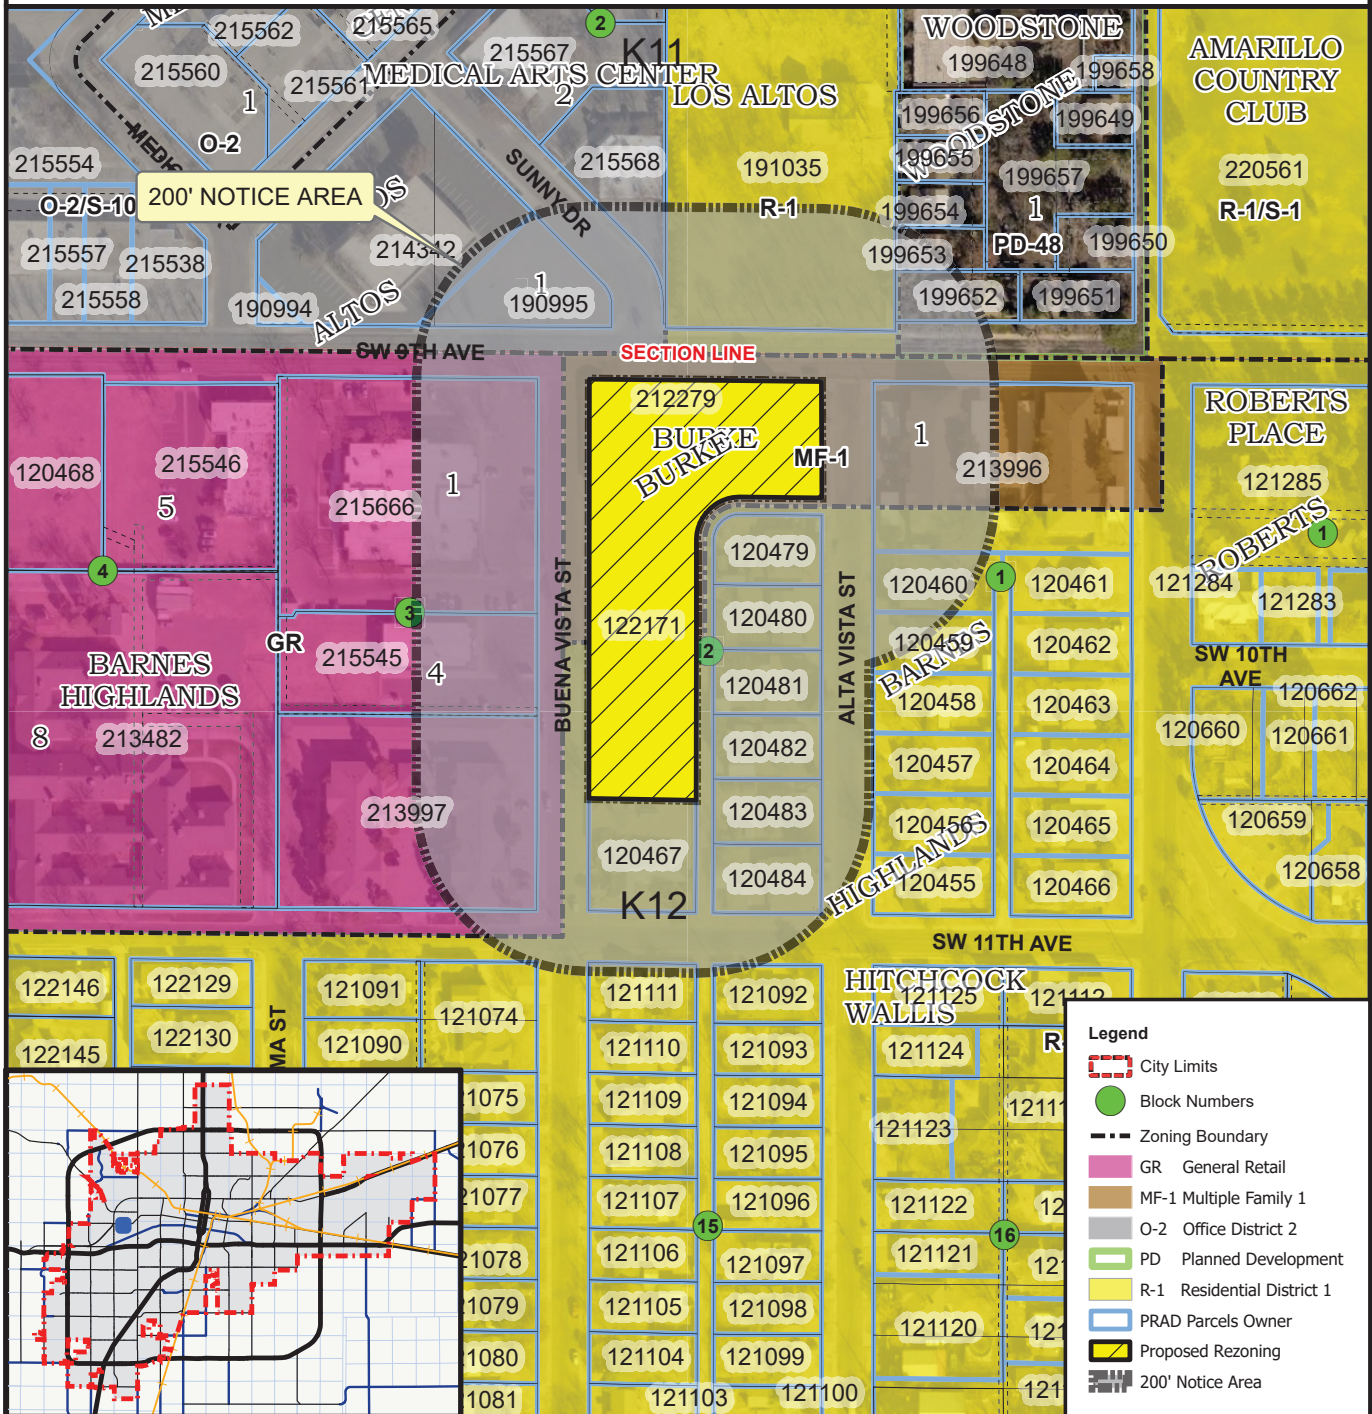 215562
215565
2
215567
K11
WOODSTONE
199648
199658
AMARILLO
COUNTRY
CLUB
215560
215561
1
MEDICAL ARTS CENTER
2
LOS ALTOS
O-2
199656
199649
WOODSTONE
215554
SUNNY DR
215568
191035
199655
199657
220561
200' NOTICE AREA
O-2/S-10
R-1
199654
1
R-1/S-1
215557
215538
214342
199653
PD-48
199650
215558
190994
ALTOS
1
190995
199652
199651
SW 9TH AVE
SECTION LINE
212279
BURKE
BURKE
MF-1
1
213996
ROBERTS
PLACE
120468
215546
5
215666
1
121285
ROBERTS
1
4
3
120479
120460
1
120461
121284
121283
BUENA VISTA ST
ALTA VISTA ST
122171
120480
GR
215545
4
2
120459
BARNES
120462
SW 10TH
AVE
BARNES
HIGHLANDS
8
213482
120481
120458
120463
120662
120660
120661
120482
120457
120464
213997
120483
120456
120465
120659
120467
120484
HIGHLANDS
120455
120466
120658
K12
SW 11TH AVE
122146
122129
121091
121074
121111
121092
HITCHCOCK
WALLIS
121125
121112
122145
122130
MA ST
121090
121110
121093
121124
121109
121094
121123
121108
121095
121107
121096
121122
15
16
121106
121097
121121
121105
121098
121120
121104
121099
121103
121100
Legend
City Limits
Block Numbers
Zoning Boundary
GR General Retail
MF-1 Multiple Family 1
O-2 Office District 2
PD Planned Development
R-1 Residential District 1
PRAD Parcels Owner
Proposed Rezoning
200' Notice Area